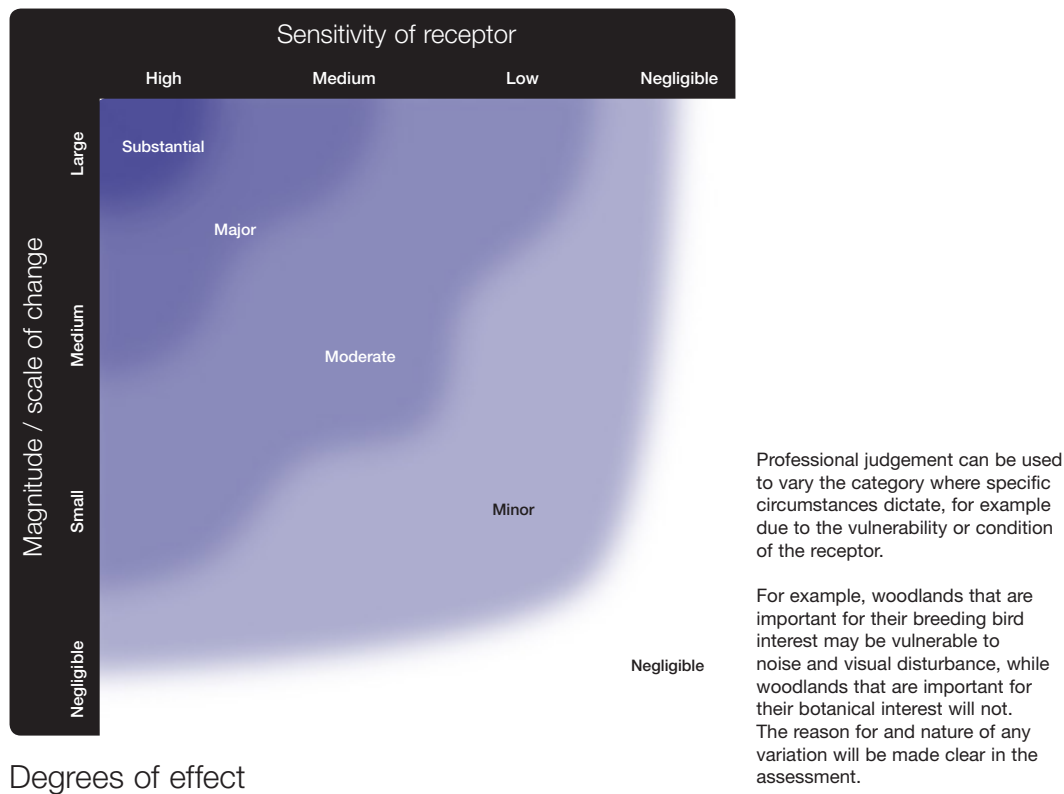 Sensitivity of receptor
High Medium Low Negligible
Magnitude / scale of change
Large
Medium
Small
Negligible
Substantial
Major
Moderate
Minor
Negligible
Professional judgement can be used
to vary the category where specific
circumstances dictate, for example
due to the vulnerability or condition
of the receptor.
For example, woodlands that are
important for their breeding bird
interest may be vulnerable to
noise and visual disturbance, while
woodlands that are important for
their botanical interest will not.
The reason for and nature of any
variation will be made clear in the
assessment.
Degrees of effect